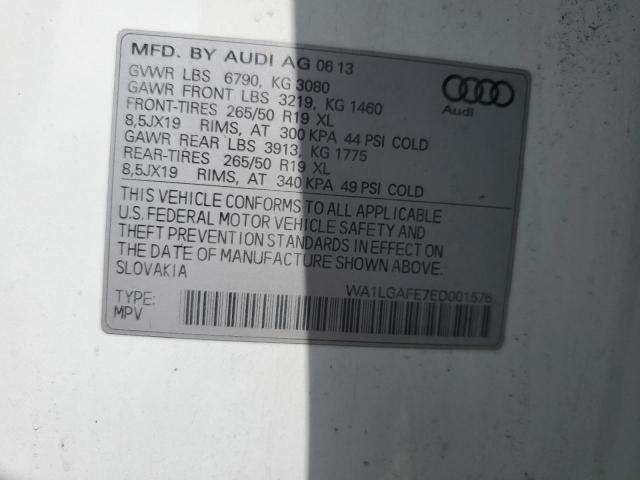 MFD. BY AUDI AG 06 13
GVWR LBS 6790, KG 3080
GAWR FRONT LBS 3219, KG 1460
FRONT-TIRES 265/50 R19 XL
8,5JX19 RIMS, AT 300 KPA 44 PSI COLD
GAWR REAR LBS 3913, KG 1775
REAR-TIRES 265/50 R19 XL
8,5JX19 RIMS, AT 340 KPA 49 PSI COLD
Audi
THIS VEHICLE CONFORMS TO ALL APPLICABLE
U.S. FEDERAL MOTOR VEHICLE SAFETY AND
THEFT PREVENTION STANDARDS IN EFFECT ON
THE DATE OF MANUFACTURE SHOWN ABOVE.
SLOVAKIA
WA1LGAFE7ED001576
TYPE:
MPV